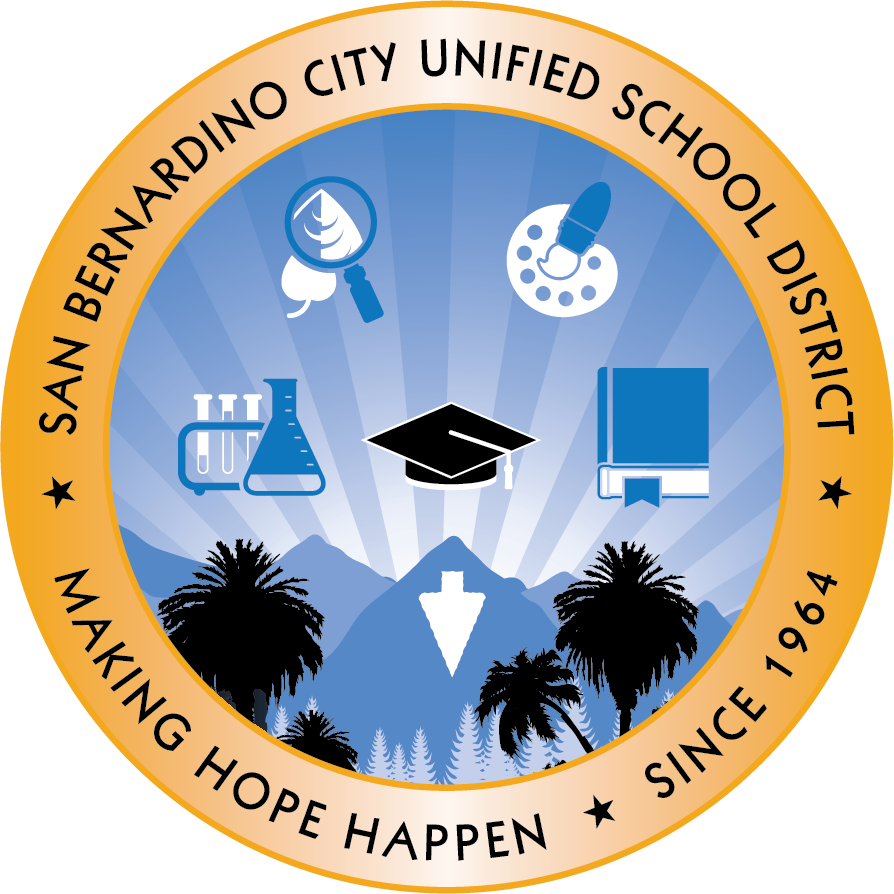 SAN BERNARDINO CITY UNIFIED SCHOOL DISTRICT
MAKING HOPE HAPPEN ★ SINCE 1964